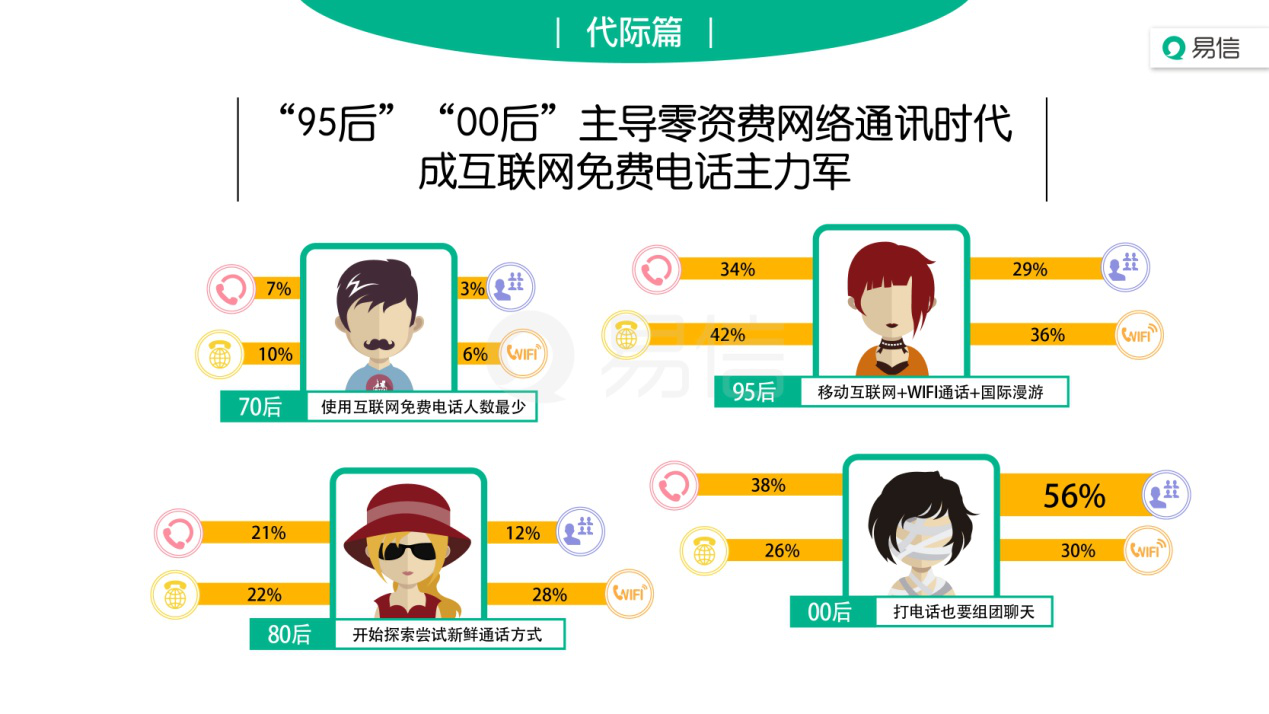 代际篇
易信
“95后” “00后”主导零资费网络通讯时代
成互联网免费电话主力军
7%
3%
10%
6%
WIFI
70后
使用互联网免费电话人数最少
34%
29%
42%
36%
WIFI
95后
移动互联网+WIFI通话+国际漫游
易信
21%
12%
22%
28%
WIFI
80后
开始探索尝试新鲜通话方式
38%
56%
26%
30%
WIFI
00后
打电话也要组团聊天